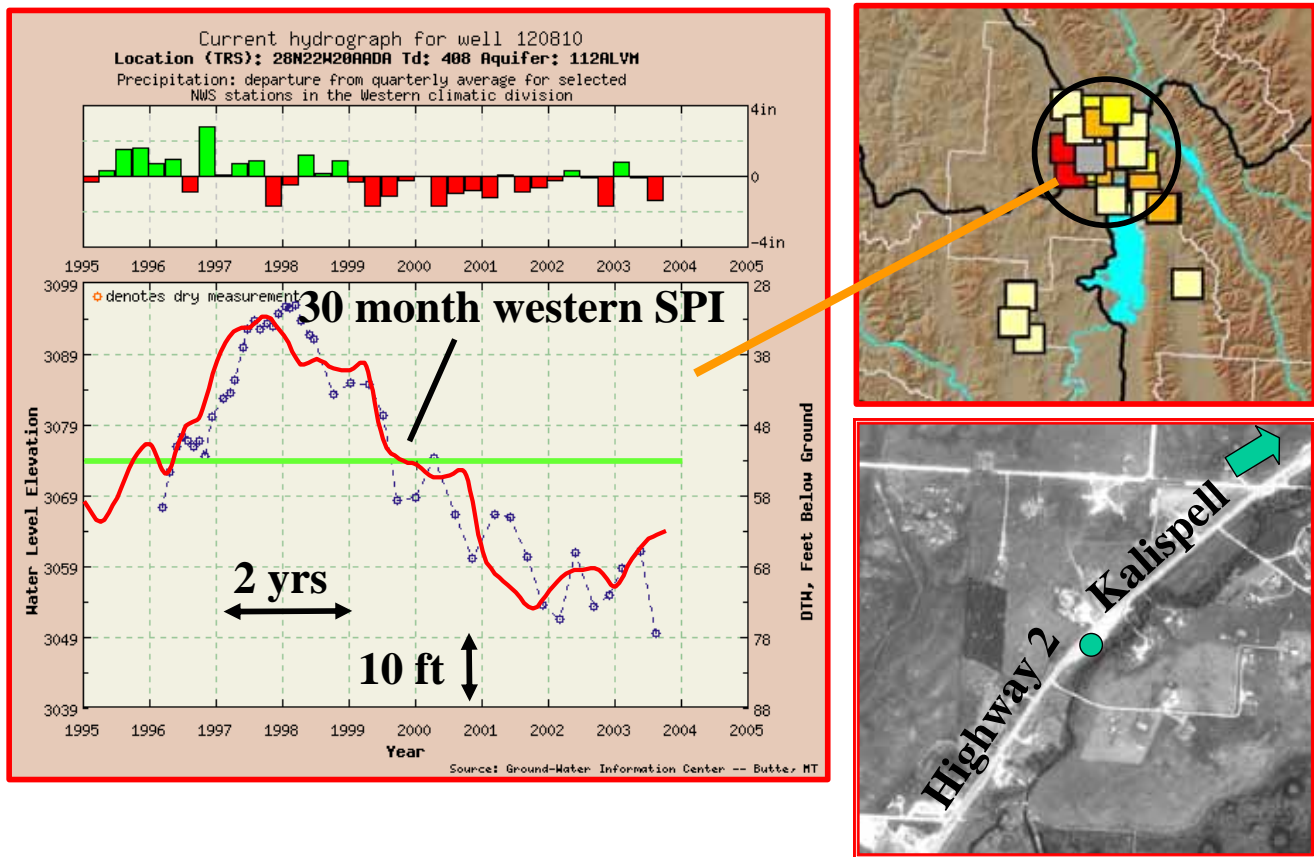 Current hydrograph for well 120810
Location (TRS): 28N22W20AADA Td: 408 Aquifer: 112ALVM
Precipitation: departure from quarterly average for selected
NWS stations in the Western climatic division
4in
0
-4in
1995 1996 1997 1998 1999 2000 2001 2002 2003 2004 2005
3099
3089
3079
3069
3059
3049
3039
Water Level Elevation
denotes dry measurement
30 month western SPI
2 yrs
10 ft
28
38
48
58
68
78
88
DTW, Feet Below Ground
1995 1996 1997 1998 1999 2000 2001 2002 2003 2004 2005
Year
Source: Ground-Water Information Center -- Butte, MT
Kalispell
Highway 2